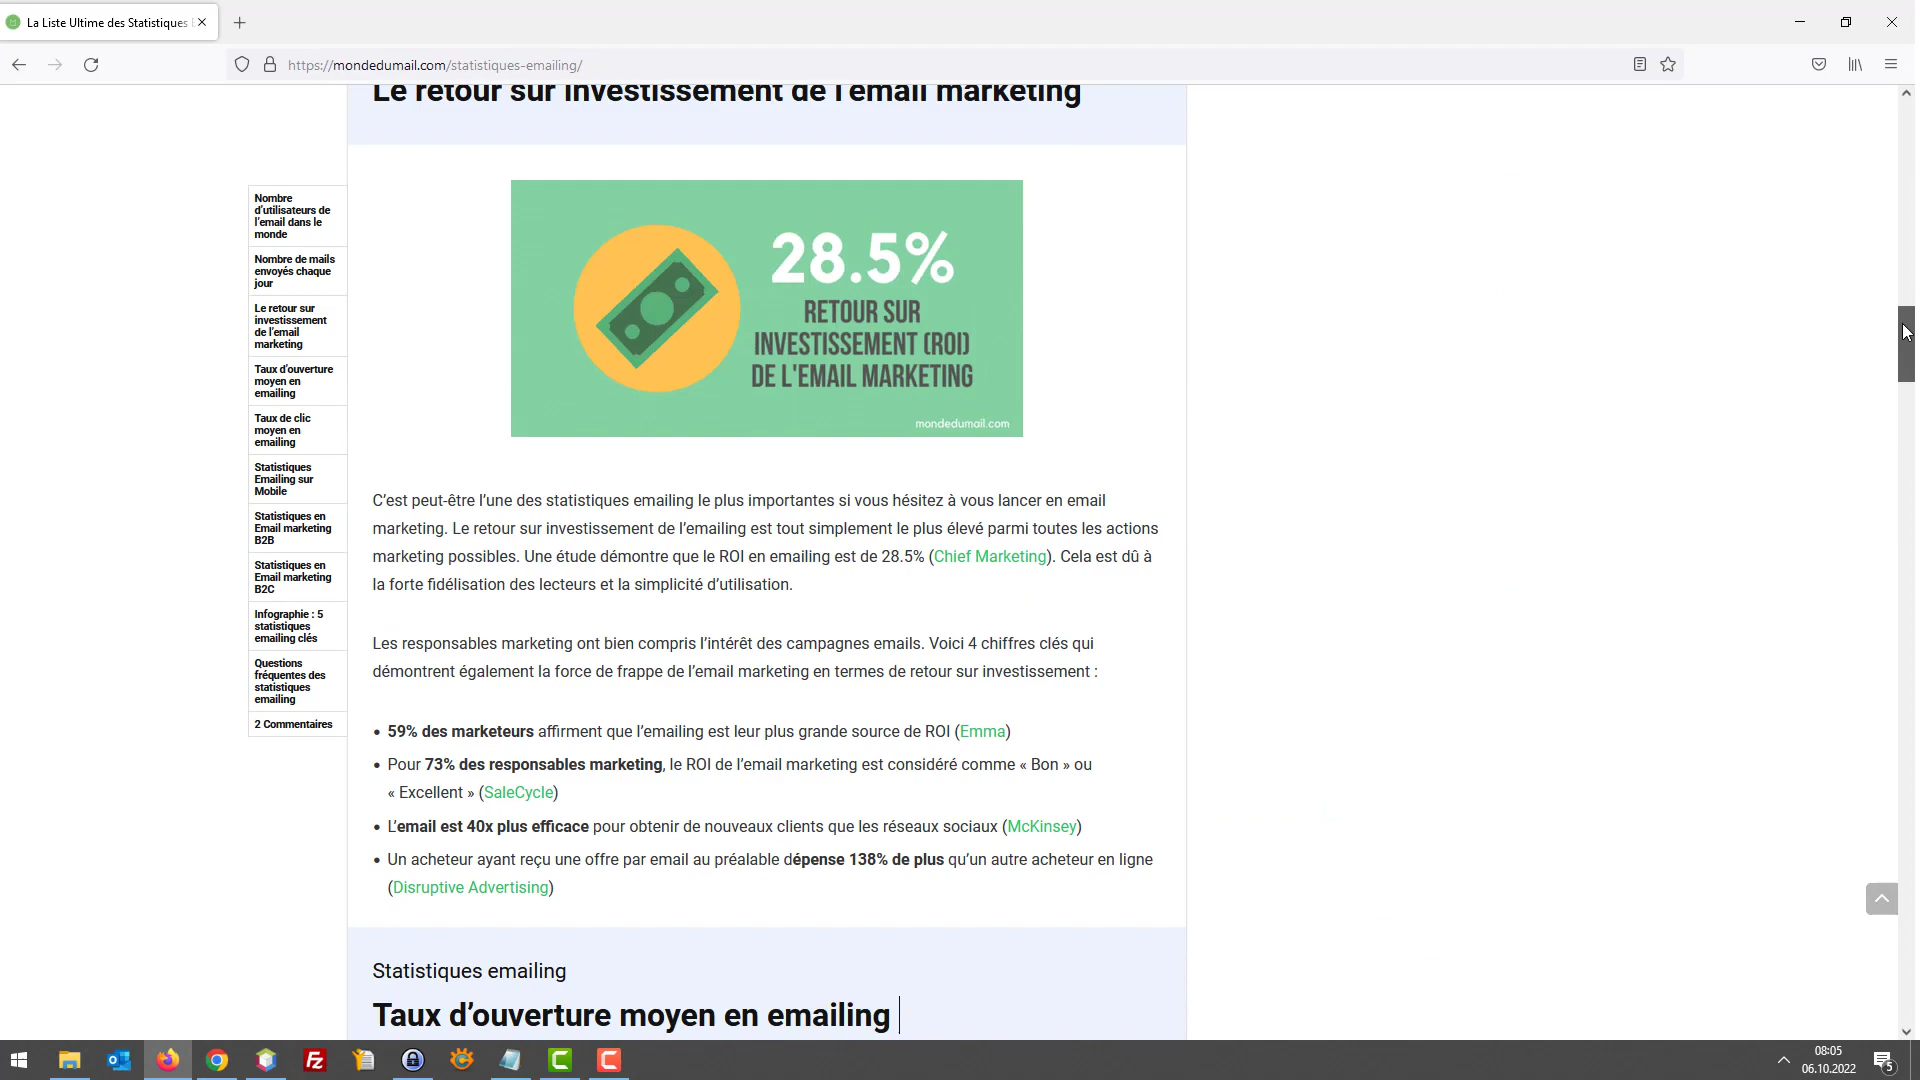 La Liste Ultime des Statistiques
https://mondedumail.com/statistiques-emailing/
Le retour sur investissement de l'email marketing
Nombre
d’utilisateurs de
l’email dans le
monde
Nombre de mails
envoyés chaque
jour
Le retour sur
investissement
de l’email
marketing
Taux d’ouverture
moyen en
emailing
Taux de clic
moyen en
emailing
Statistiques
Emailing sur
Mobile
Statistiques en
Email marketing
B2B
Statistiques en
Email marketing
B2C
Infographie : 5
statistiques
emailing clés
Questions
fréquentes des
statistiques
emailing
2 Commentaires
28.5%
RETOUR SUR
INVESTISSEMENT (ROI)
DE L'EMAIL MARKETING
mondedumail.com
C’est peut-être l’une des statistiques emailing le plus importantes si vous hésitez à vous lancer en email
marketing. Le retour sur investissement de l’emailing est tout simplement le plus élevé parmi toutes les actions
marketing possibles. Une étude démontre que le ROI en emailing est de 28.5% (Chief Marketing). Cela est dû à
la forte fidélisation des lecteurs et la simplicité d’utilisation.
Les responsables marketing ont bien compris l’intérêt des campagnes emails. Voici 4 chiffres clés qui
démontrent également la force de frappe de l’email marketing en termes de retour sur investissement :
• 59% des marketeurs affirment que l’emailing est leur plus grande source de ROI (Emma)
• Pour 73% des responsables marketing, le ROI de l’email marketing est considéré comme « Bon » ou
« Excellent » (SaleCycle)
• L’email est 40x plus efficace pour obtenir de nouveaux clients que les réseaux sociaux (McKinsey)
• Un acheteur ayant reçu une offre par email au préalable dépense 138% de plus qu’un autre acheteur en ligne
(Disruptive Advertising)
Statistiques emailing
Taux d’ouverture moyen en emailing
08:05
06.10.2022
5